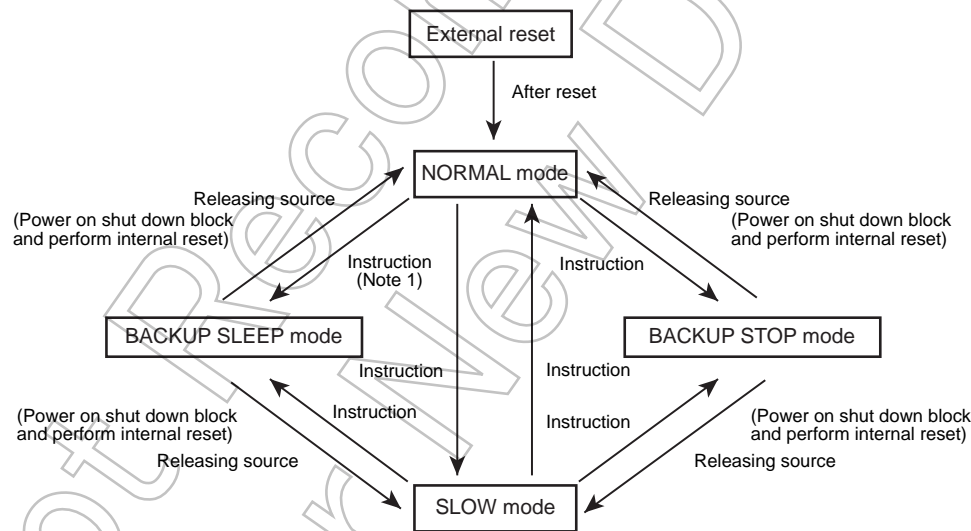 External reset
After reset
NORMAL mode
Releasing source
(Power on shut down block
and perform internal reset)
Releasing source
(Power on shut down block
and perform internal reset)
Instruction
(Note 1)
Instruction
BACKUP SLEEP mode
BACKUP STOP mode
Instruction
Instruction
Instruction
Instruction
(Power on shut down block
and perform internal reset)
Releasing source
(Power on shut down block
and perform internal reset)
Releasing source
SLOW mode